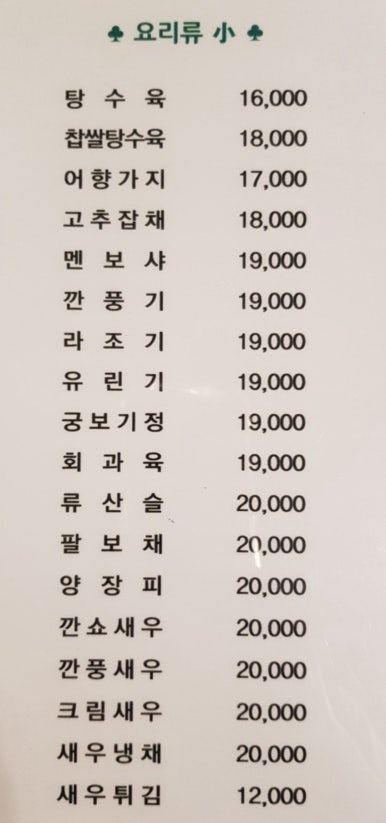 ♣ 요리류 小 ♣
탕수육 16,000
찹쌀탕수육 18,000
어향가지 17,000
고추잡채 18,000
멘보샤 19,000
깐풍기 19,000
라조기 19,000
유린기 19,000
궁보기정 19,000
회과육 19,000
류산슬 20,000
팔보채 20,000
양장피 20,000
깐쇼새우 20,000
깐풍새우 20,000
크림새우 20,000
새우냉채 20,000
새우튀김 12,000